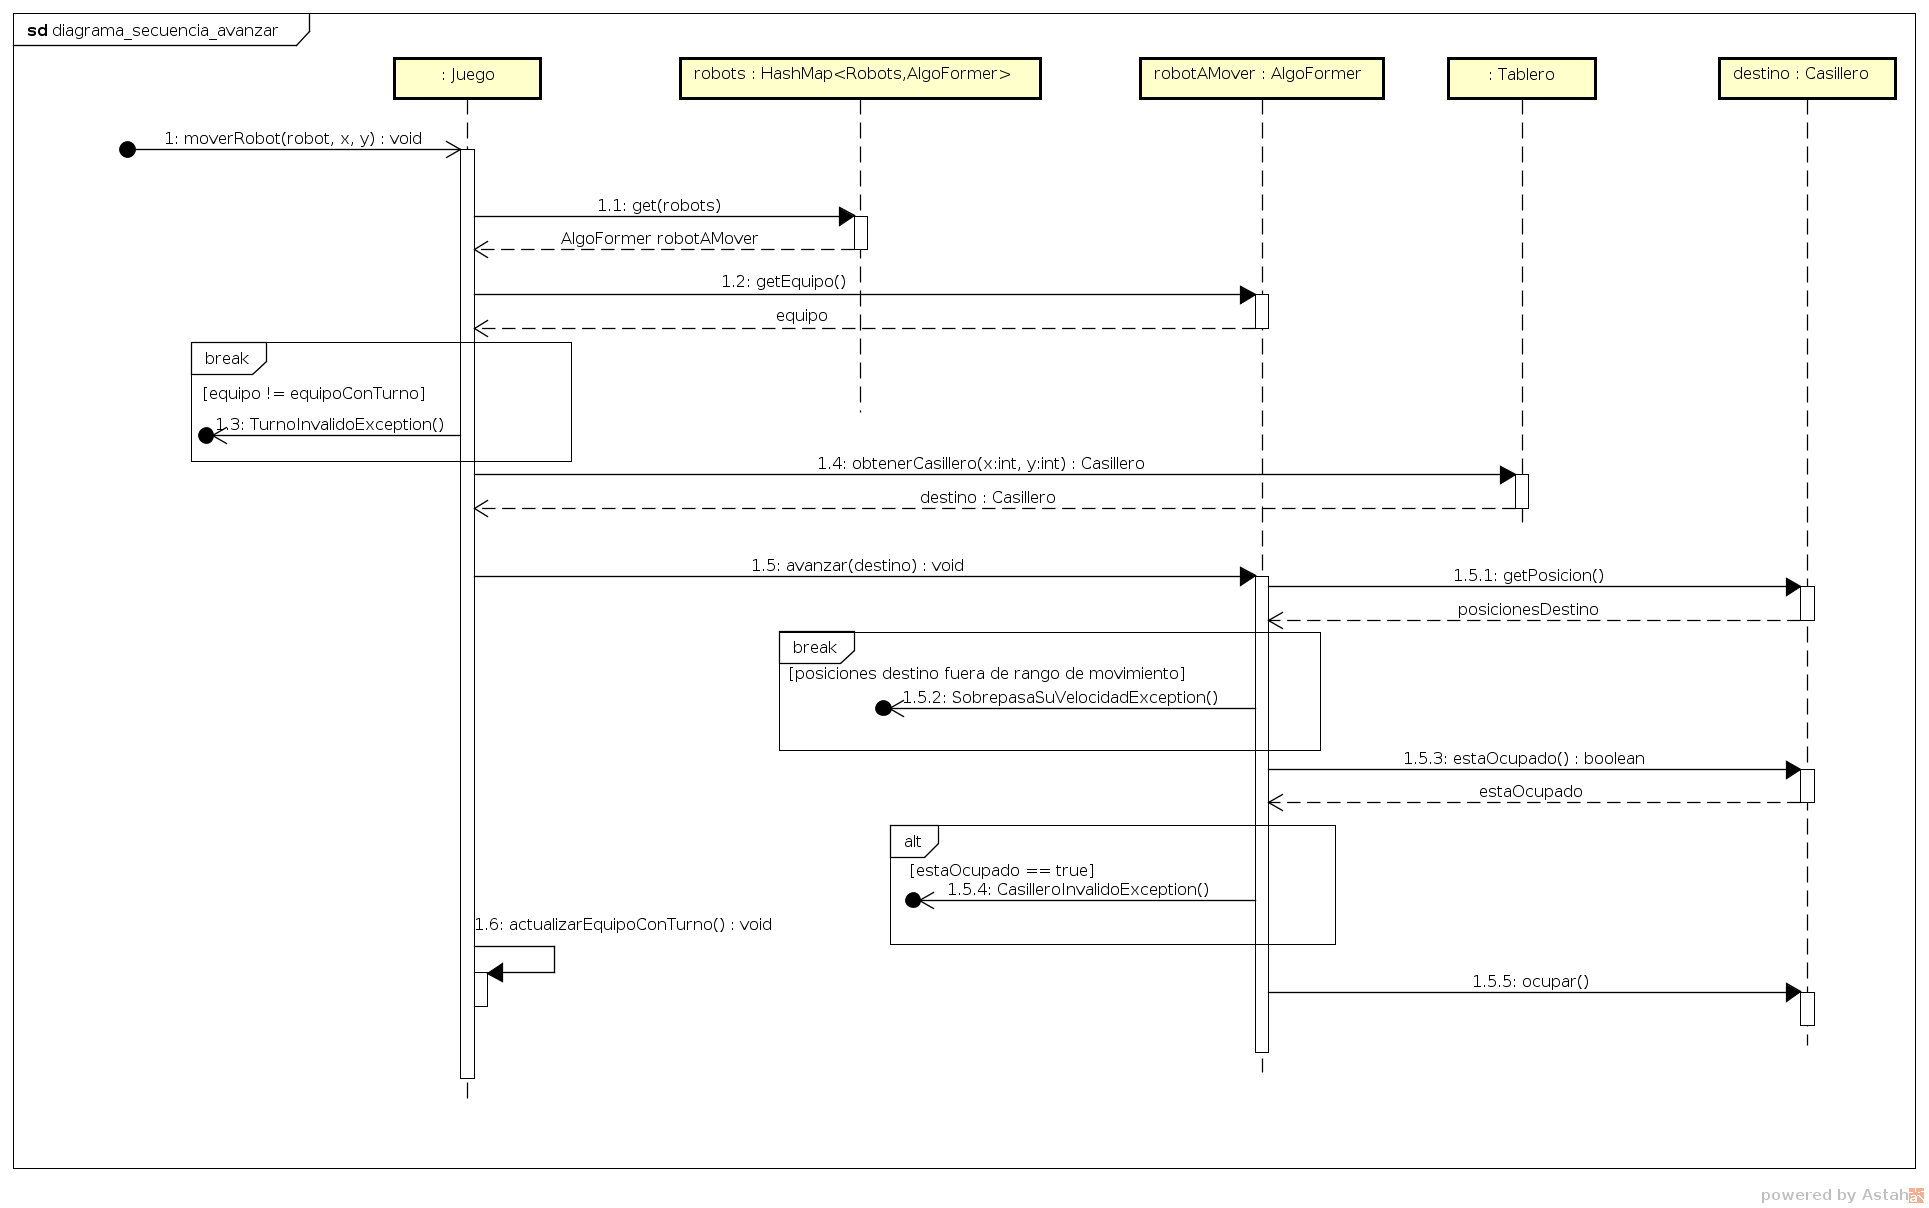 sd diagrama_secuencia_avanzar
: Juego
robots : HashMap<Robots,AlgoFormer>
robotAMover : AlgoFormer
: Tablero
destino : Casillero
1: moverRobot(robot, x, y) : void
1.1: get(robots)
AlgoFormer robotAMover
1.2: getEquipo()
equipo
break
[equipo != equipoConTurno]
1.3: TurnoInvalidoException()
1.4: obtenerCasillero(x:int, y:int) : Casillero
destino : Casillero
1.5: avanzar(destino) : void
1.5.1: getPosicion()
posicionesDestino
break
[posiciones destino fuera de rango de movimiento]
1.5.2: SobrepasaSuVelocidadException()
1.5.3: estaOcupado() : boolean
estaOcupado
alt
[estaOcupado == true]
1.5.4: CasilleroInvalidoException()
1.6: actualizarEquipoConTurno() : void
1.5.5: ocupar()
powered by Astah